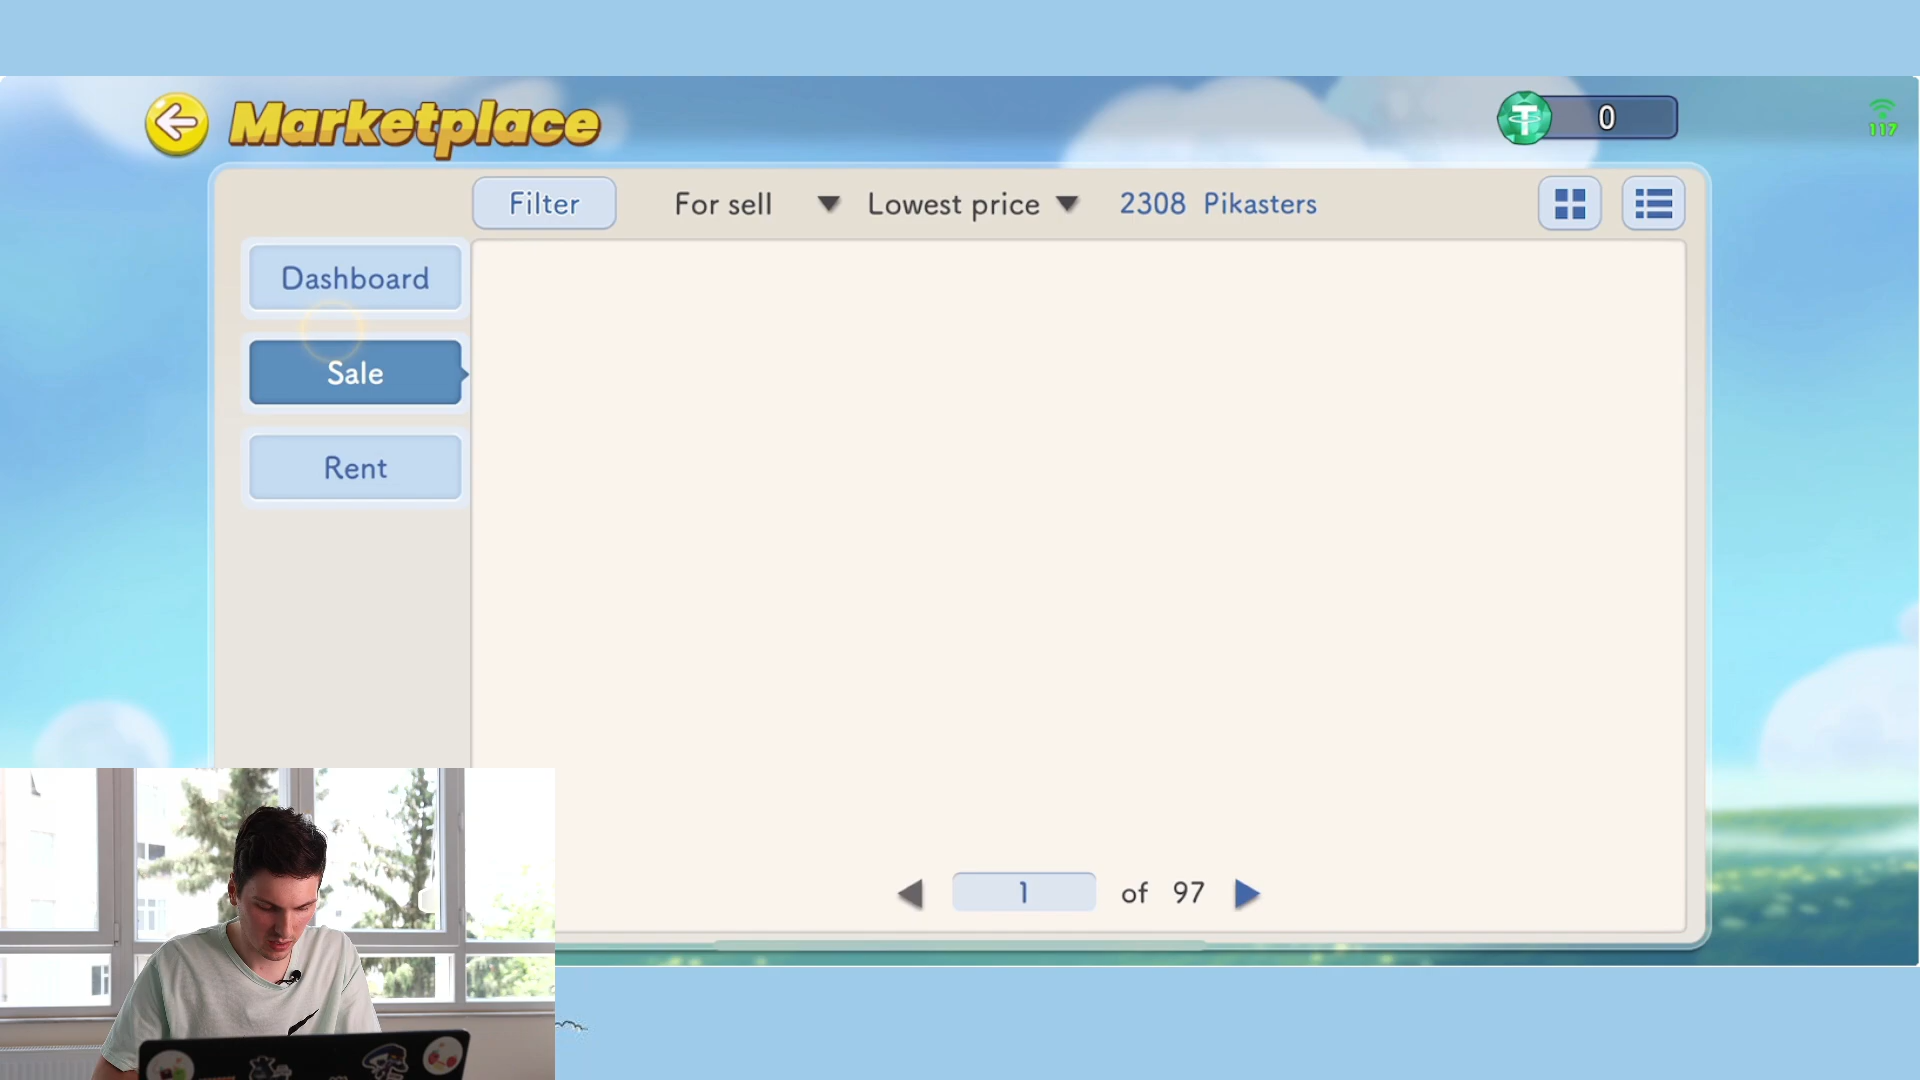 Marketplace
0
117
Filter For sell Lowest price 2308 Pikasters
Dashboard
Sale
Rent
1 of 97